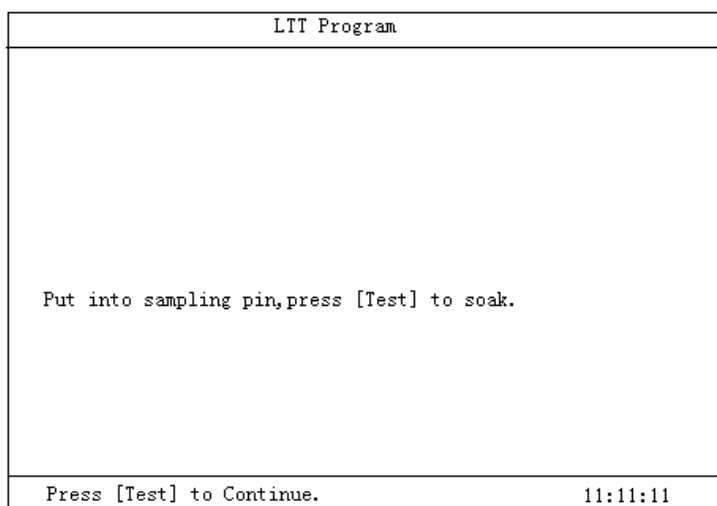 LTT Program
Put into sampling pin,press [Test] to soak.
Press [Test] to Continue. 11:11:11